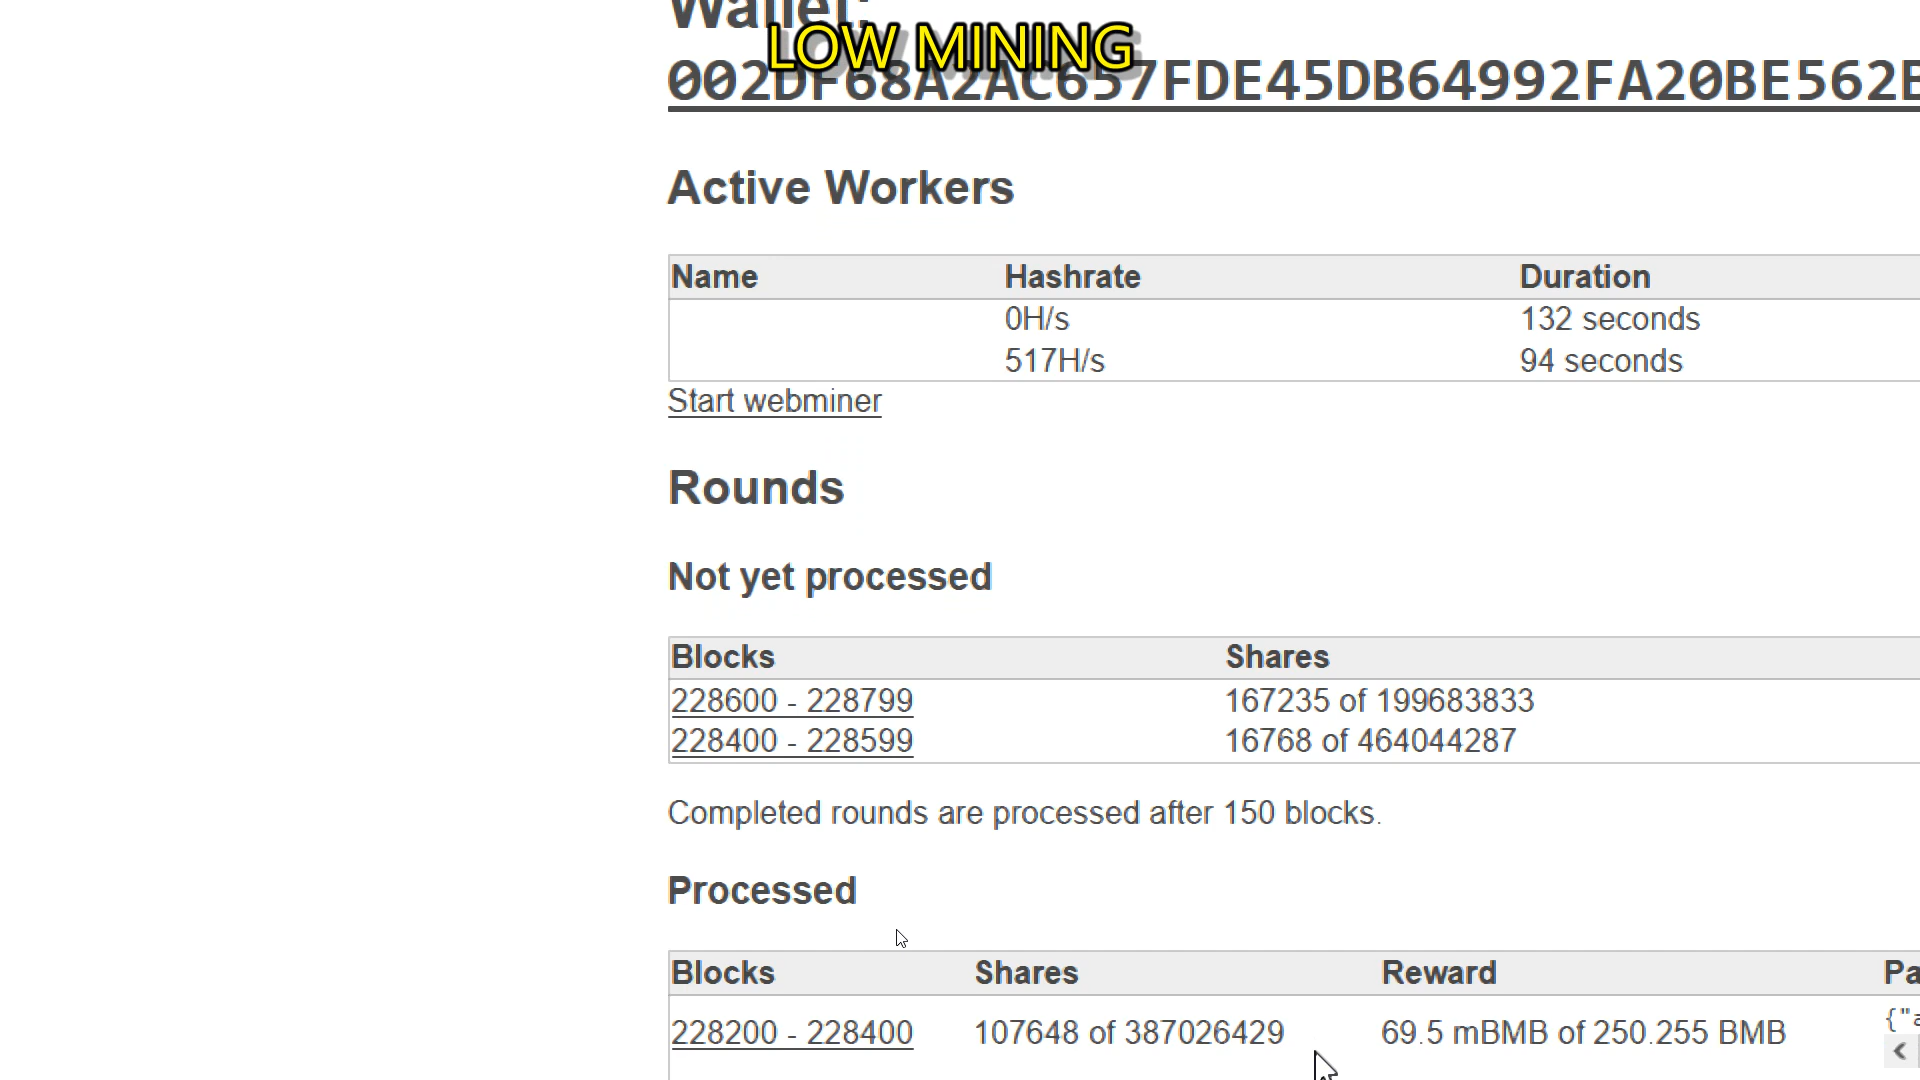 Wallet:
LOW MINING
002DF68A2AC657FDE45DB64992FA20BE562
Active Workers
Name Hashrate Duration
0H/s 132 seconds
517H/s 94 seconds
Start webminer
Rounds
Not yet processed
Blocks Shares
228600 - 228799 167235 of 199683833
228400 - 228599 16768 of 464044287
Completed rounds are processed after 150 blocks.
Processed
Blocks Shares Reward Pa
228200 - 228400 107648 of 387026429 69.5 mBMB of 250.255 BMB {"a